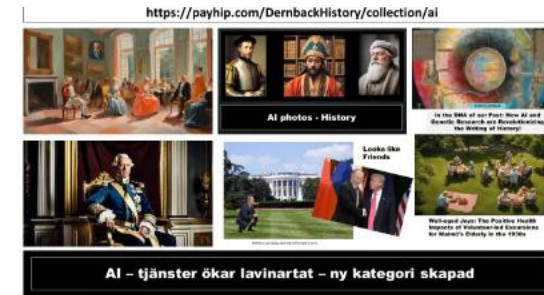 https://payhip.com/DernbackHistory/collection/ai
AI photos - History
In the DNA of our Past: How AI and
Genetic Research are Revolutionizing
the Writing of History!
Looks like
Friends
Well-aged Joys: The Positive Health
Impacts of Volunteer-led Excursions
for Malmö's Elderly in the 1930s
AI – tjänster ökar lavinartat – ny kategori skapad